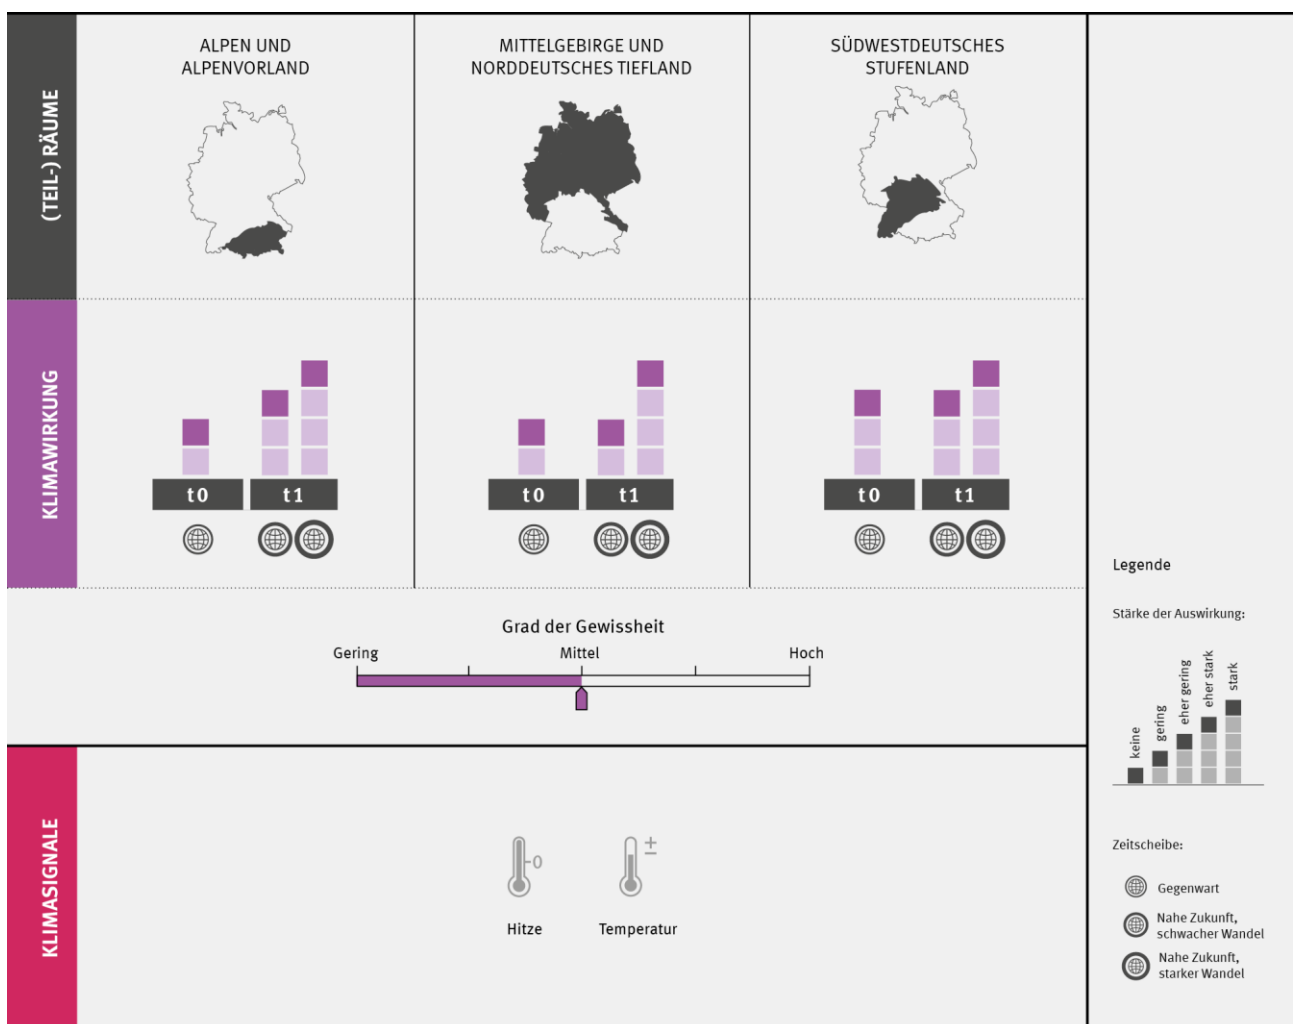 (TEIL-) RÄUME
ALPEN UND
ALPENVORLAND
MITTELGEBIRGE UND
NORDDEUTSCHES TIEFLAND
SÜDWESTDEUTSCHES
STUFENLAND
KLIMAWIRKUNG
t0
t1
t0
t1
t0
t1
Grad der Gewissheit
Gering
Mittel
Hoch
KLIMASIGNALE
-0
±
Hitze
Temperatur
Legende
Stärke der Auswirkung:
keine
gering
eher gering
eher stark
stark
Zeitscheibe:
Gegenwart
Nahe Zukunft,
schwacher Wandel
Nahe Zukunft,
starker Wandel